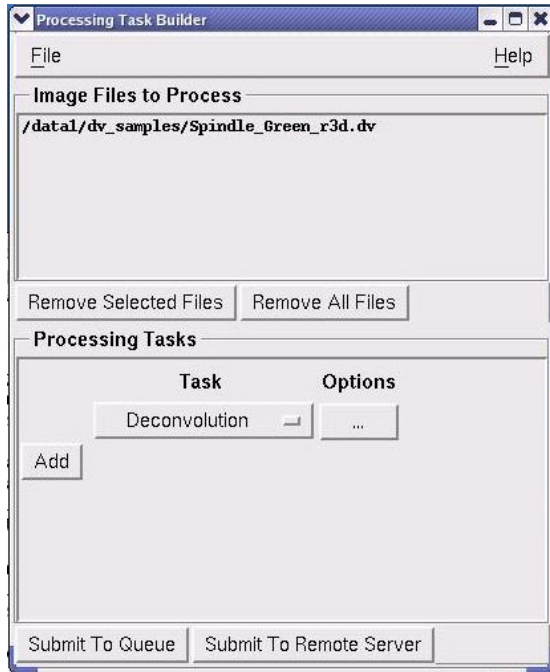 Processing Task Builder
File Help
Image Files to Process
/data1/dv_samples/Spindle_Green_r3d.dv
Remove Selected Files Remove All Files
Processing Tasks
Task Options
Deconvolution ...
Add
Submit To Queue Submit To Remote Server